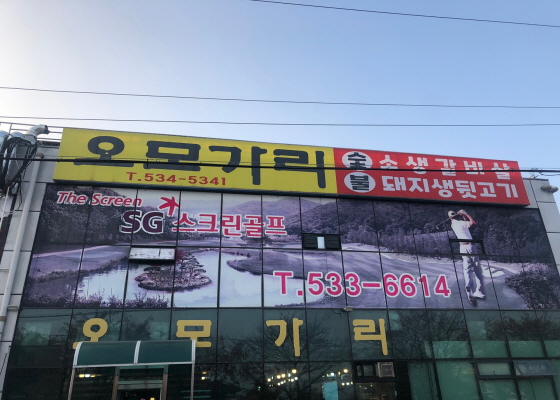 오모가리
T.534-5341
숯불
소생갈비살
돼지생뒷고기
The Screen
SG 스크린골프
T.533-6614
오모가리